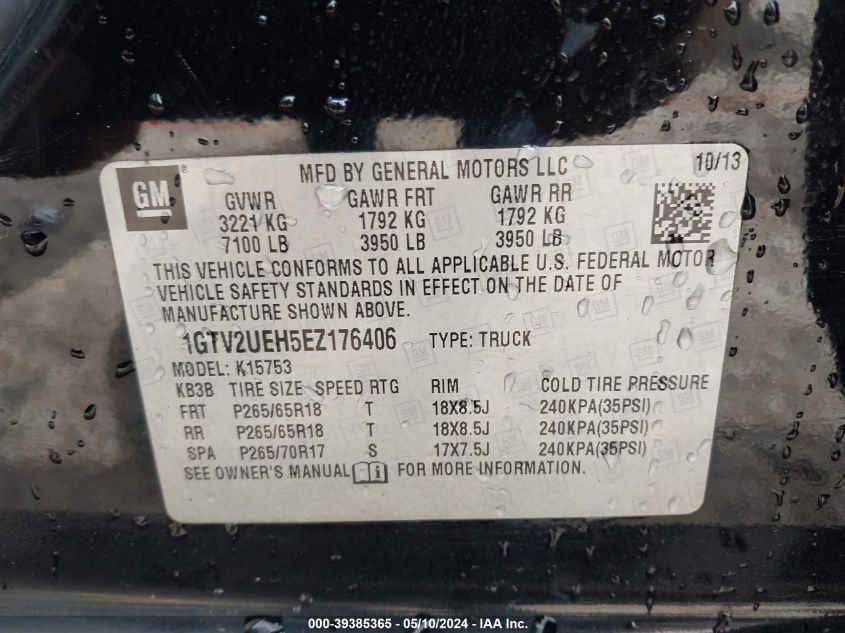 GM
MFD BY GENERAL MOTORS LLC 10/13
GVWR GAWR FRT GAWR RR
3221 KG 1792 KG 1792 KG
7100 LB 3950 LB 3950 LB
THIS VEHICLE CONFORMS TO ALL APPLICABLE U.S. FEDERAL MOTOR
VEHICLE SAFETY STANDARDS IN EFFECT ON THE DATE OF
MANUFACTURE SHOWN ABOVE.
1GTV2UEH5EZ176406 TYPE: TRUCK
MODEL: K15753
KB3B TIRE SIZE SPEED RTG RIM COLD TIRE PRESSURE
FRT P265/65R18 T 18X8.5J 240KPA(35PSI)
RR P265/65R18 T 18X8.5J 240KPA(35PSI)
SPA P265/70R17 S 17X7.5J 240KPA(35PSI)
SEE OWNER'S MANUAL FOR MORE INFORMATION.
000-39385365 - 05/10/2024 - IAA Inc.